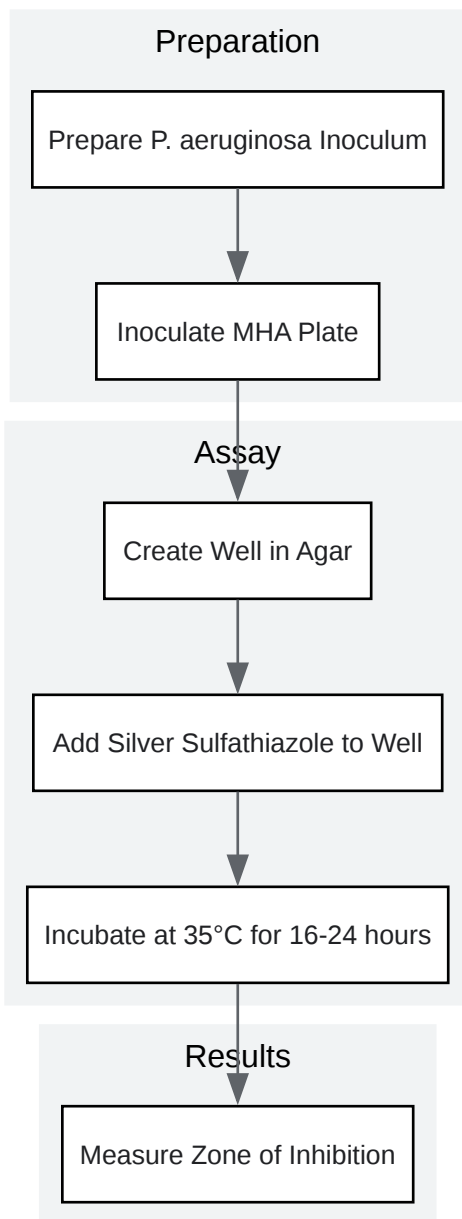 Preparation
Prepare P. aeruginosa Inoculum
Inoculate MHA Plate
Assay
Create Well in Agar
Add Silver Sulfathiazole to Well
Incubate at 35°C for 16-24 hours
Results
Measure Zone of Inhibition